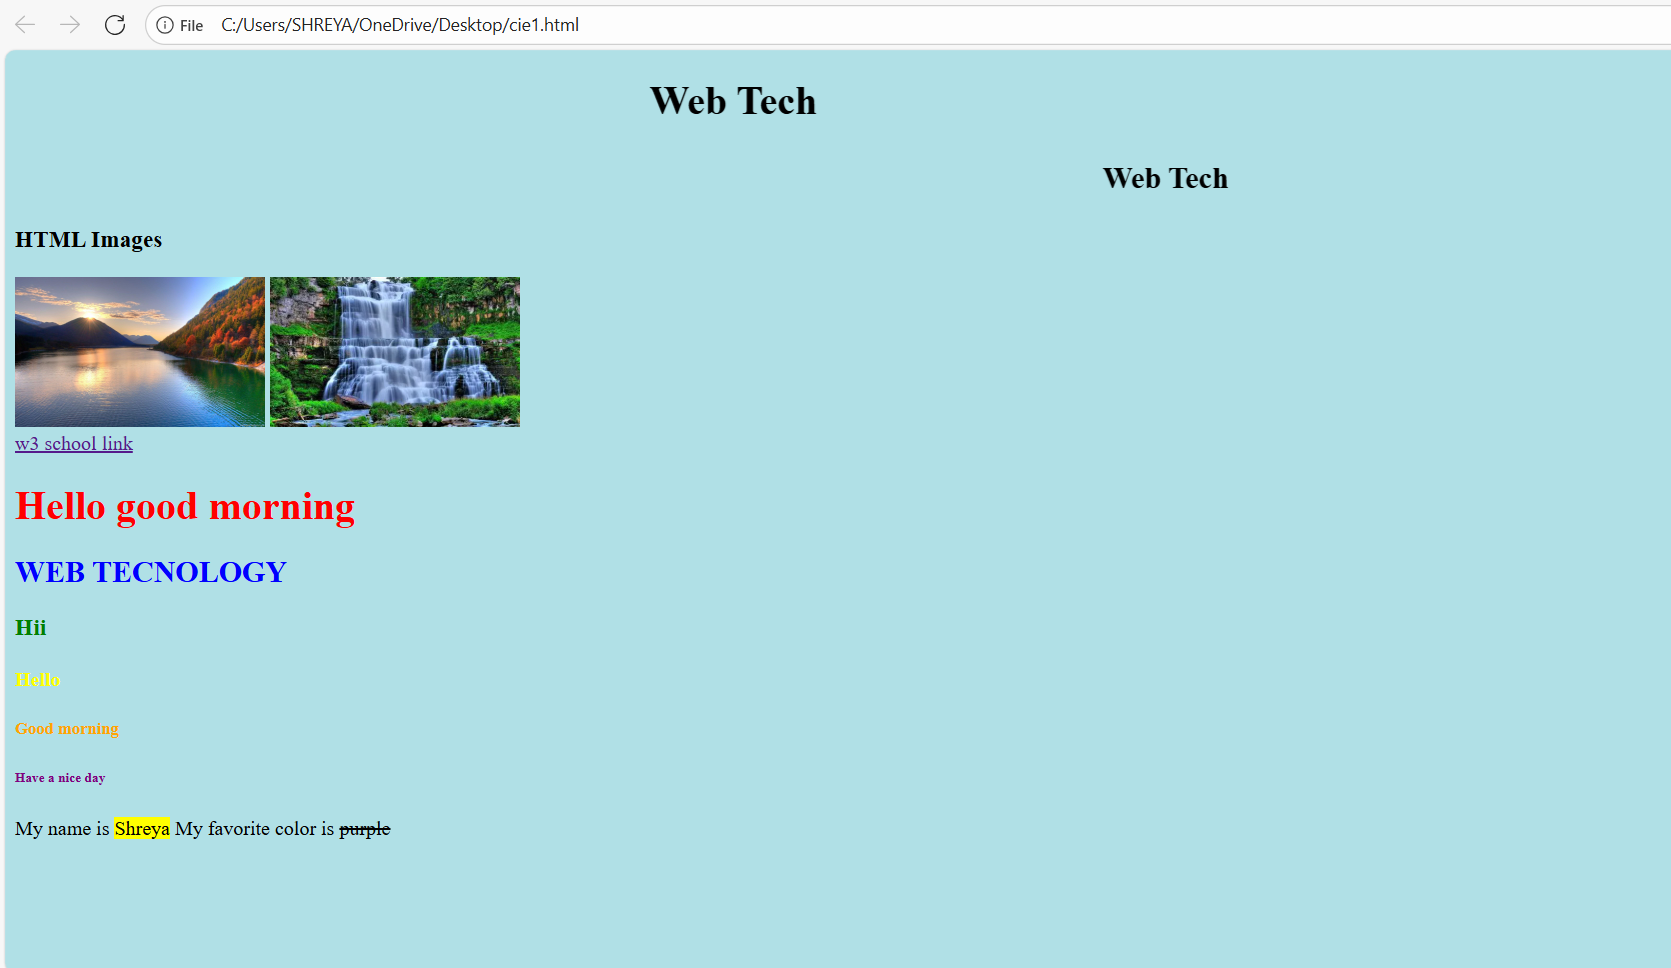 File C:/Users/SHREYA/OneDrive/Desktop/cie1.html
Web Tech
Web Tech
HTML Images
w3 school link
Hello good morning
WEB TECNOLOGY
Hii
Hello
Good morning
Have a nice day
My name is Shreya My favorite color is purple